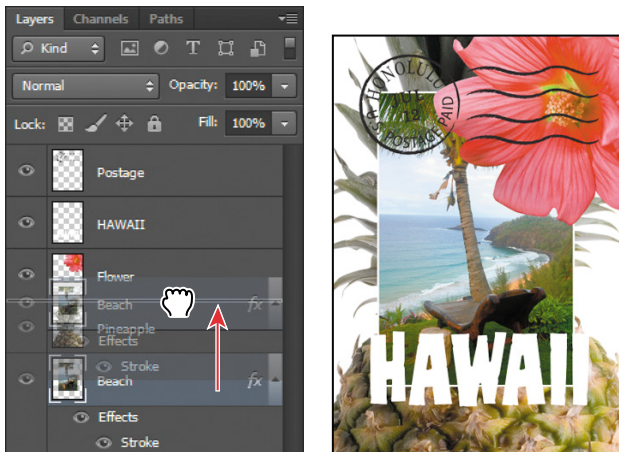 Layers Channels Paths
Kind
Normal Opacity: 100%
Lock: Fill: 100%
Postage
HAWAII
Flower
Beach fx
Pineapple
Effects
Stroke
Beach fx
Effects
Stroke
HONOLULU
JUL
12
POSTAGE PAID
HAWAII